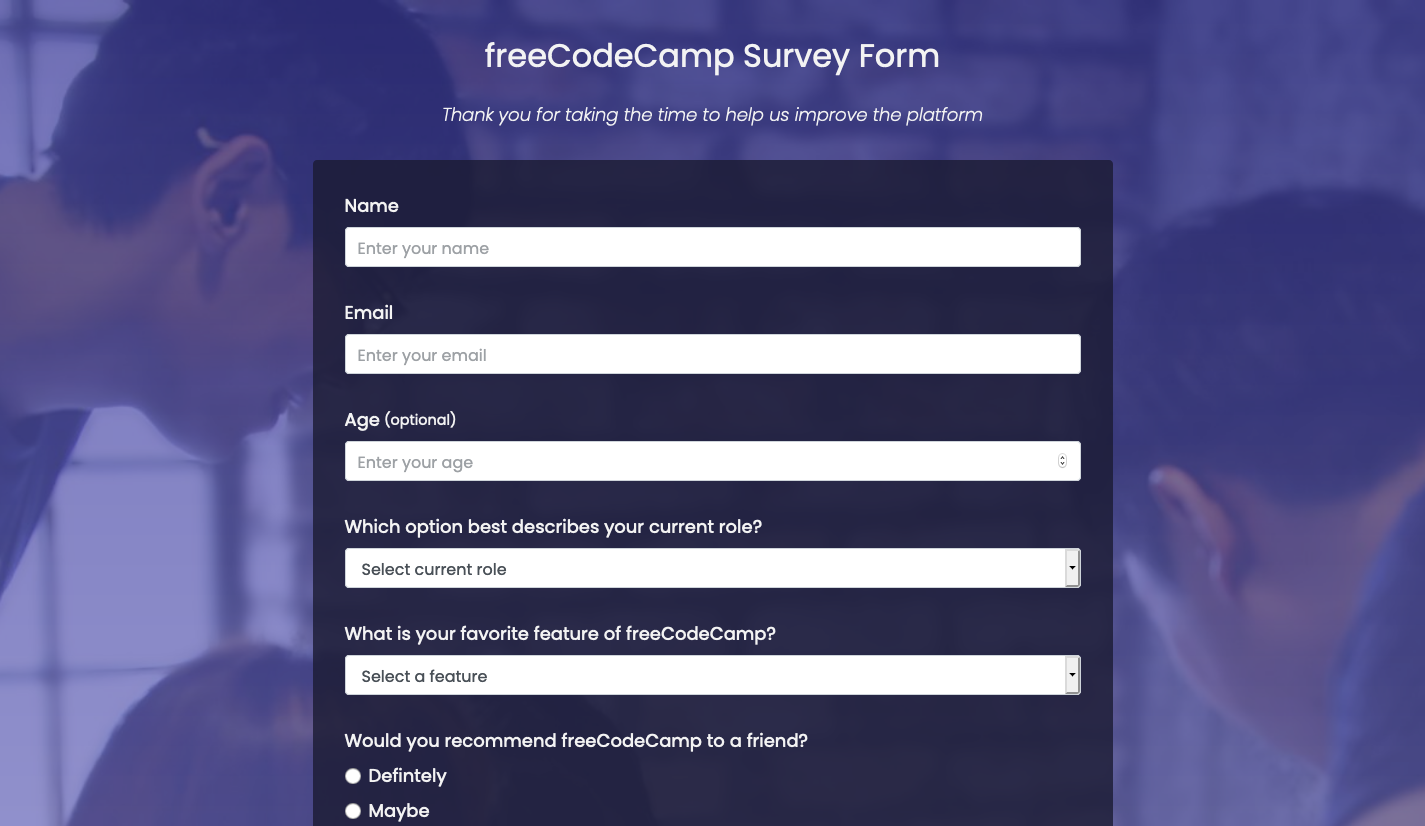 freeCodeCamp Survey Form
Thank you for taking the time to help us improve the platform
Name
Enter your name
Email
Enter your email
Age (optional)
Enter your age
Which option best describes your current role?
Select current role
What is your favorite feature of freeCodeCamp?
Select a feature
Would you recommend freeCodeCamp to a friend?
Defintely
Maybe